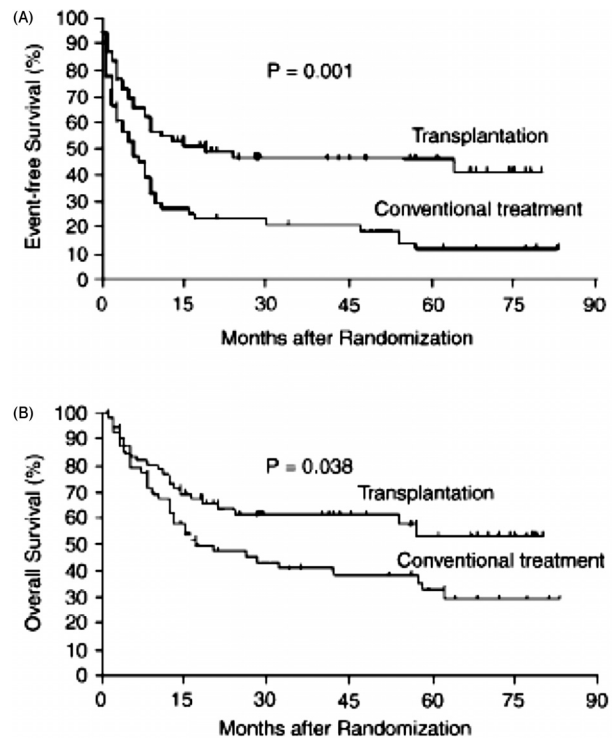 (A)
Event-free Survival (%)
100
90
80
70
60
50
40
30
20
10
0
P = 0.001
Transplantation
Conventional treatment
0 15 30 45 60 75 90
Months after Randomization
(B)
Overall Survival (%)
100
90
80
70
60
50
40
30
20
10
0
P = 0.038
Transplantation
Conventional treatment
0 15 30 45 60 75 90
Months after Randomization